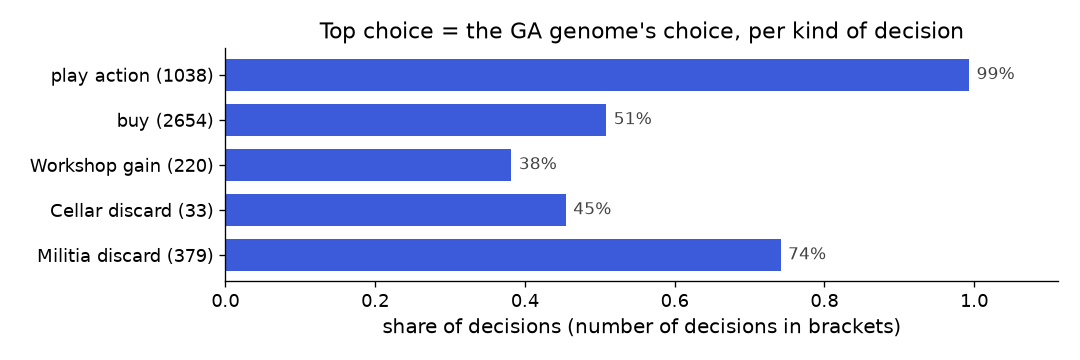 Top choice = the GA genome's choice, per kind of decision
play action (1038)
99%
buy (2654)
51%
Workshop gain (220)
38%
Cellar discard (33)
45%
Militia discard (379)
74%
0.0 0.2 0.4 0.6 0.8 1.0
share of decisions (number of decisions in brackets)